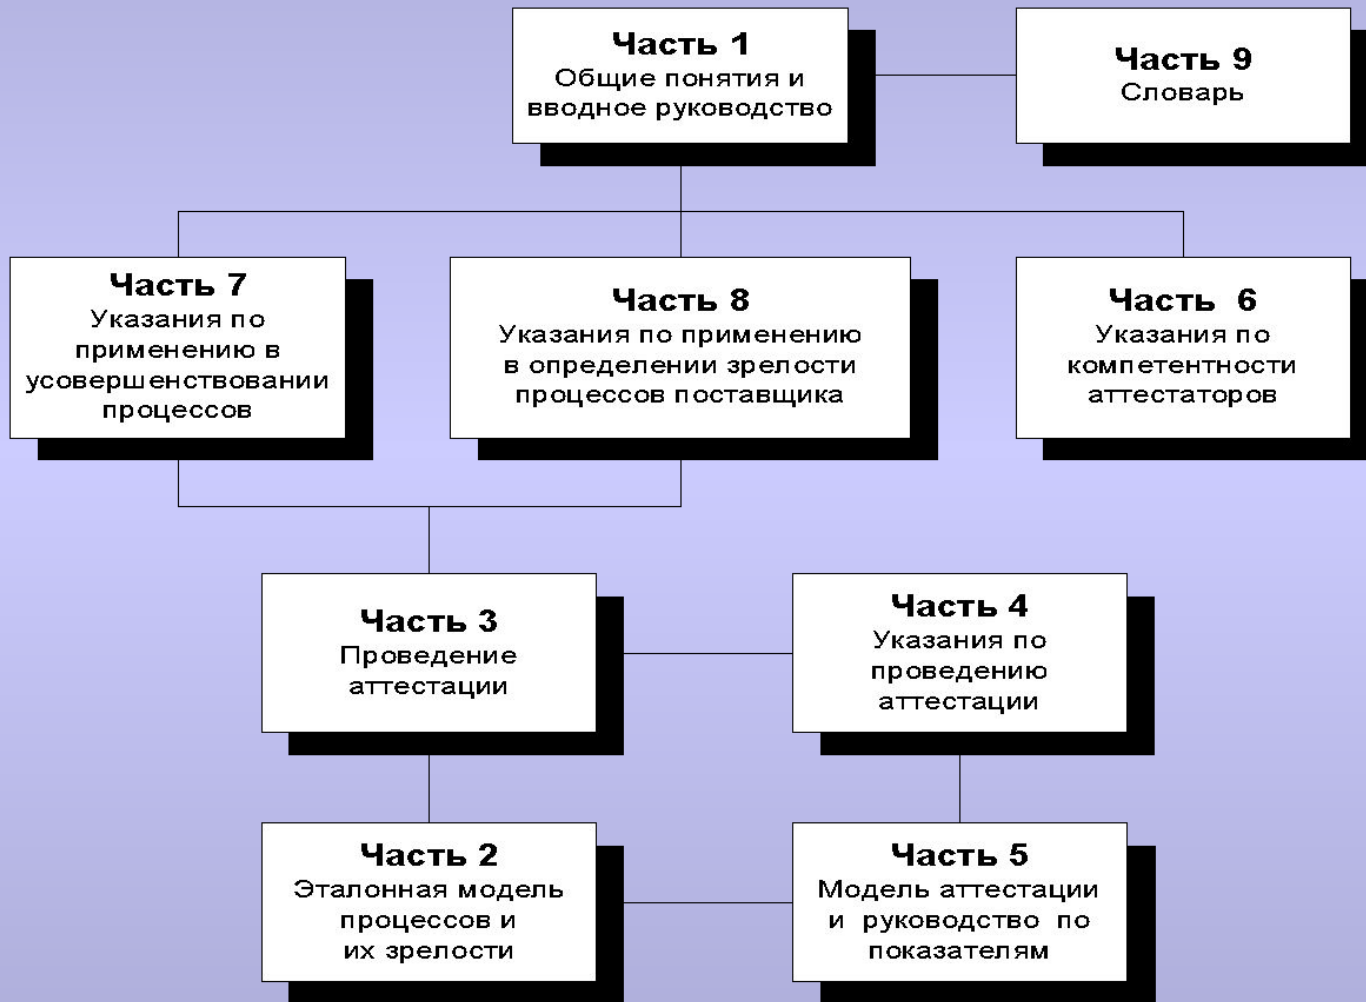 Часть 1
Общие понятия и
вводное руководство
Часть 9
Словарь
Часть 7
Указания по
применению в
усовершенствовании
процессов
Часть 8
Указания по применению
в определении зрелости
процессов поставщика
Часть 6
Указания по
компетентности
аттестаторов
Часть 3
Проведение
аттестации
Часть 4
Указания по
проведению
аттестации
Часть 2
Эталонная модель
процессов и
их зрелости
Часть 5
Модель аттестации
и руководство по
показателям